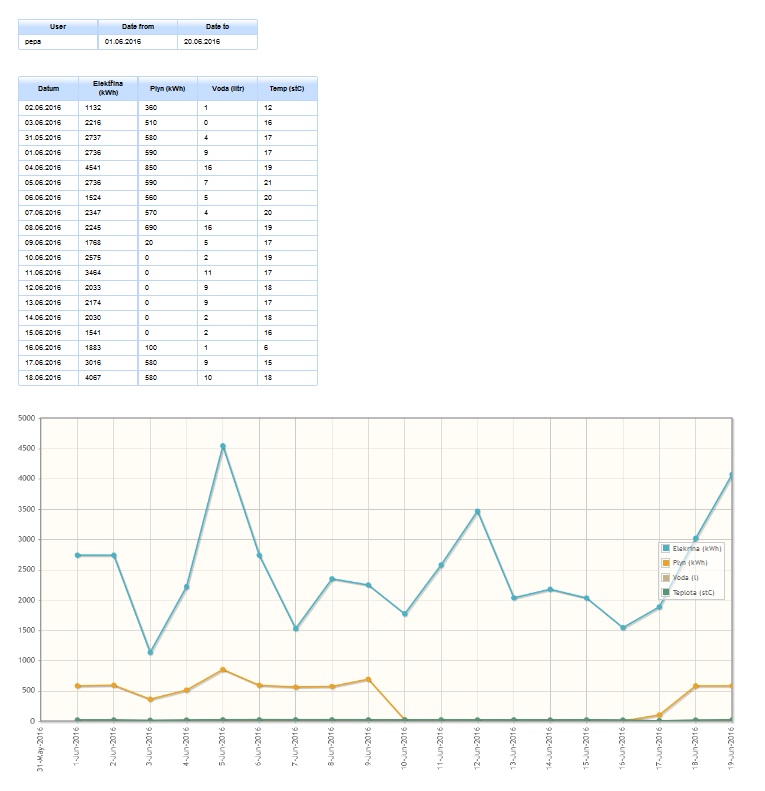 User Date from Date to
pepa 01.06.2016 20.06.2016
Datum Elektřina (kWh) Plyn (kWh) Voda (litr) Temp (stC)
02.06.2016 1132 360 1 12
03.06.2016 2216 510 0 16
31.05.2016 2737 580 4 17
01.06.2016 2736 590 9 17
04.06.2016 4541 850 16 19
05.06.2016 2736 590 7 21
06.06.2016 1524 560 5 20
07.06.2016 2347 570 4 20
08.06.2016 2245 690 16 19
09.06.2016 1768 20 5 17
10.06.2016 2575 0 2 19
11.06.2016 3464 0 11 17
12.06.2016 2033 0 9 18
13.06.2016 2174 0 9 17
14.06.2016 2030 0 2 18
15.06.2016 1541 0 2 16
16.06.2016 1883 100 1 6
17.06.2016 3016 580 9 15
18.06.2016 4067 580 10 18
5000
4500
4000
3500
3000
2500
2000
1500
1000
500
0
Elekřina (kWh)
Plyn (kWh)
Voda (l)
Teplota (stC)
31-May-2016
1-Jun-2016
2-Jun-2016
3-Jun-2016
4-Jun-2016
5-Jun-2016
6-Jun-2016
7-Jun-2016
8-Jun-2016
9-Jun-2016
10-Jun-2016
11-Jun-2016
12-Jun-2016
13-Jun-2016
14-Jun-2016
15-Jun-2016
16-Jun-2016
17-Jun-2016
18-Jun-2016
19-Jun-2016